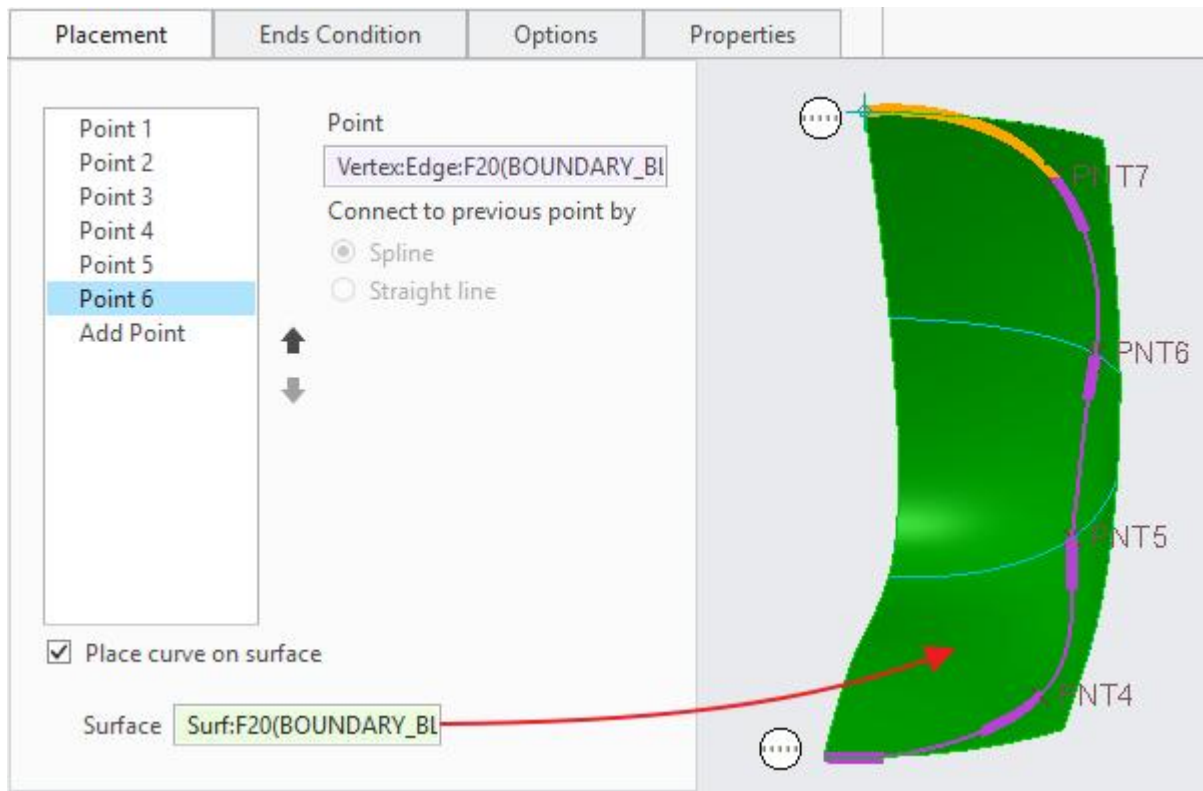 Placement Ends Condition Options Properties
Point 1
Point 2
Point 3
Point 4
Point 5
Point 6
Add Point
Point
Vertex:Edge:F20(BOUNDARY_BL
Connect to previous point by
Spline
Straight line
Place curve on surface
Surface Surf:F20(BOUNDARY_BL
PNT7
PNT6
PNT5
PNT4